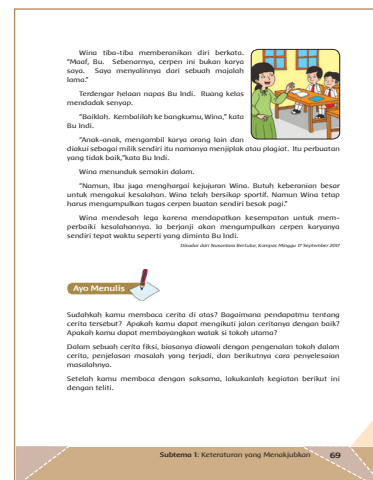 Wina tiba-tiba memberanikan diri berkata.
"Maaf, Bu. Sebenarnya, cerpen ini bukan karya
saya. Saya menyalinnya dari sebuah majalah
lama."
Terdengar helaan napas Bu Indi. Ruang kelas
mendadak senyap.
"Baiklah. Kembalilah ke bangkumu, Wina," kata
Bu Indi.
"Anak-anak, mengambil karya orang lain dan
diakui sebagai milik sendiri itu namanya menjiplak atau plagiat. Itu perbuatan
yang tidak baik,"kata Bu Indi.
Wina menunduk semakin dalam.
"Namun, Ibu juga menghargai kejujuran Wina. Butuh keberanian besar
untuk mengakui kesalahan. Wina telah bersikap sportif. Namun Wina tetap
harus mengumpulkan tugas cerpen buatan sendiri besok pagi."
Wina mendesah lega karena mendapatkan kesempatan untuk mem-
perbaiki kesalahannya. Ia berjanji akan mengumpulkan cerpen karyanya
sendiri tepat waktu seperti yang diminta Bu Indi.
Disadur dari Nusantara Bertutur, Kompas Minggu 17 September 2017
Ayo Menulis
Sudahkah kamu membaca cerita di atas? Bagaimana pendapatmu tentang
cerita tersebut? Apakah kamu dapat mengikuti jalan ceritanya dengan baik?
Apakah kamu dapat membayangkan watak si tokoh utama?
Dalam sebuah cerita fiksi, biasanya diawali dengan pengenalan tokoh dalam
cerita, penjelasan masalah yang terjadi, dan berikutnya cara penyelesaian
masalahnya.
Setelah kamu membaca dengan saksama, lakukanlah kegiatan berikut ini
dengan teliti.
Subtema 1: Keteraturan yang Menakjubkan 69